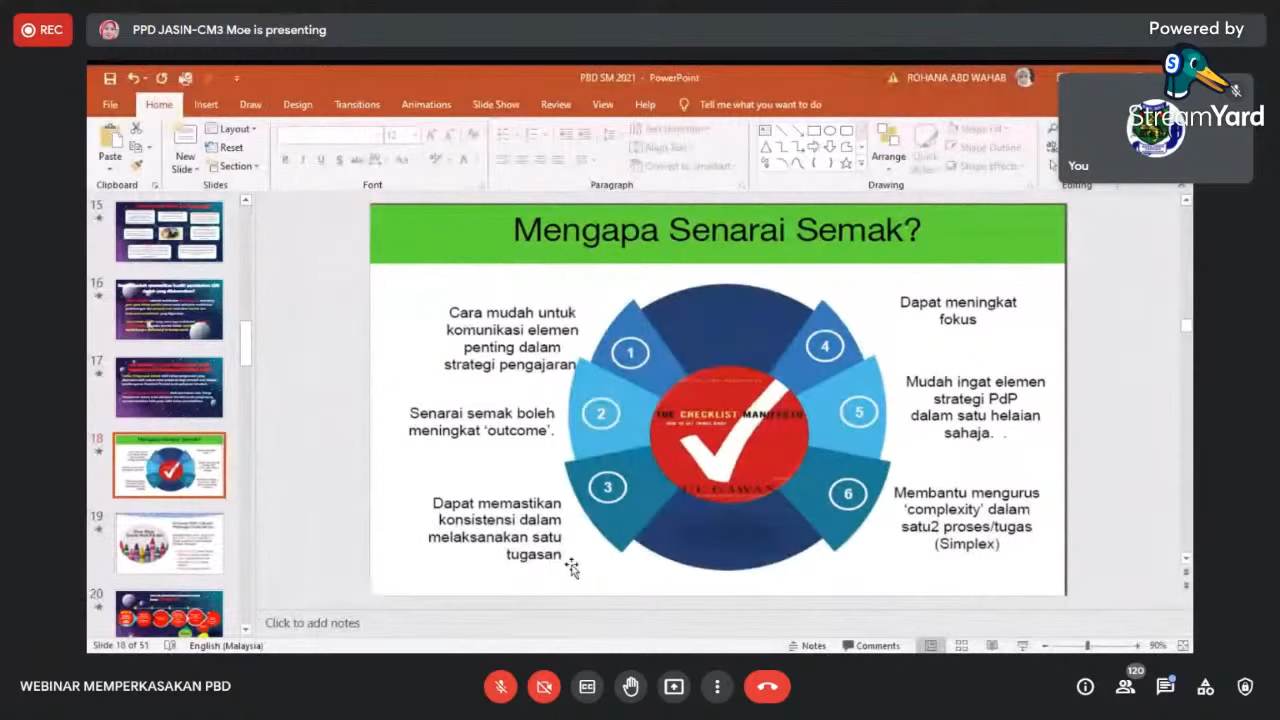 REC
PPD JASIN-CM3 Moe is presenting
Powered by
StreamYard
You
PBD SM 2021 - PowerPoint
ROHANA ABD WAHAB
File Home Insert Draw Design Transitions Animations Slide Show Review View Help Tell me what you want to do
Paste
New
Slide
Layout
Reset
Section
12
Arrange
Shape Outline
Shape Effects
Clipboard Slides Font Paragraph Drawing Editing
15
16
17
18
19
20
Mengapa Senarai Semak?
Cara mudah untuk
komunikasi elemen
penting dalam
strategi pengajaran
Senarai semak boleh
meningkat 'outcome'.
Dapat memastikan
konsistensi dalam
melaksanakan satu
tugasan
1
2
3
4
5
6
THE CHECKLIST MANIFESTO
Dapat meningkat
fokus
Mudah ingat elemen
strategi PdP
dalam satu helaian
sahaja.
Membantu mengurus
'complexity' dalam
satu2 proses/tugas
(Simplex)
Click to add notes
Slide 18 of 51 English (Malaysia) Notes Comments 90%
WEBINAR MEMPERKASAKAN PBD
120